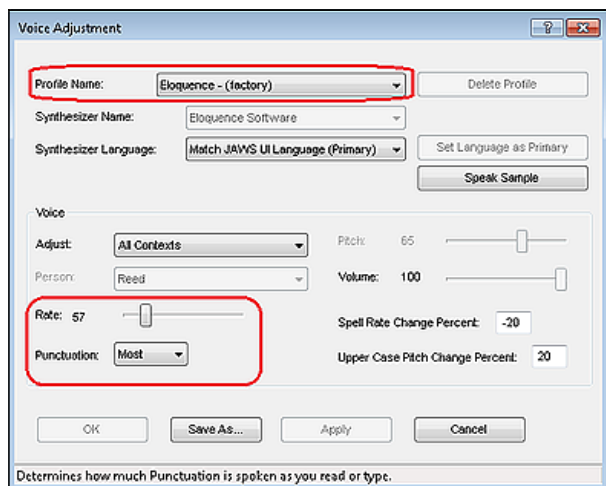 Voice Adjustment
Profile Name: Eloquence - (factory) Delete Profile
Synthesizer Name: Eloquence Software
Synthesizer Language: Match JAWS UI Language (Primary) Set Language as Primary
Speak Sample
Voice
Adjust: All Contexts Pitch: 65
Person: Reed Volume: 100
Rate: 57 Spell Rate Change Percent: -20
Punctuation: Most Upper Case Pitch Change Percent: 20
OK Save As... Apply Cancel
Determines how much Punctuation is spoken as you read or type.